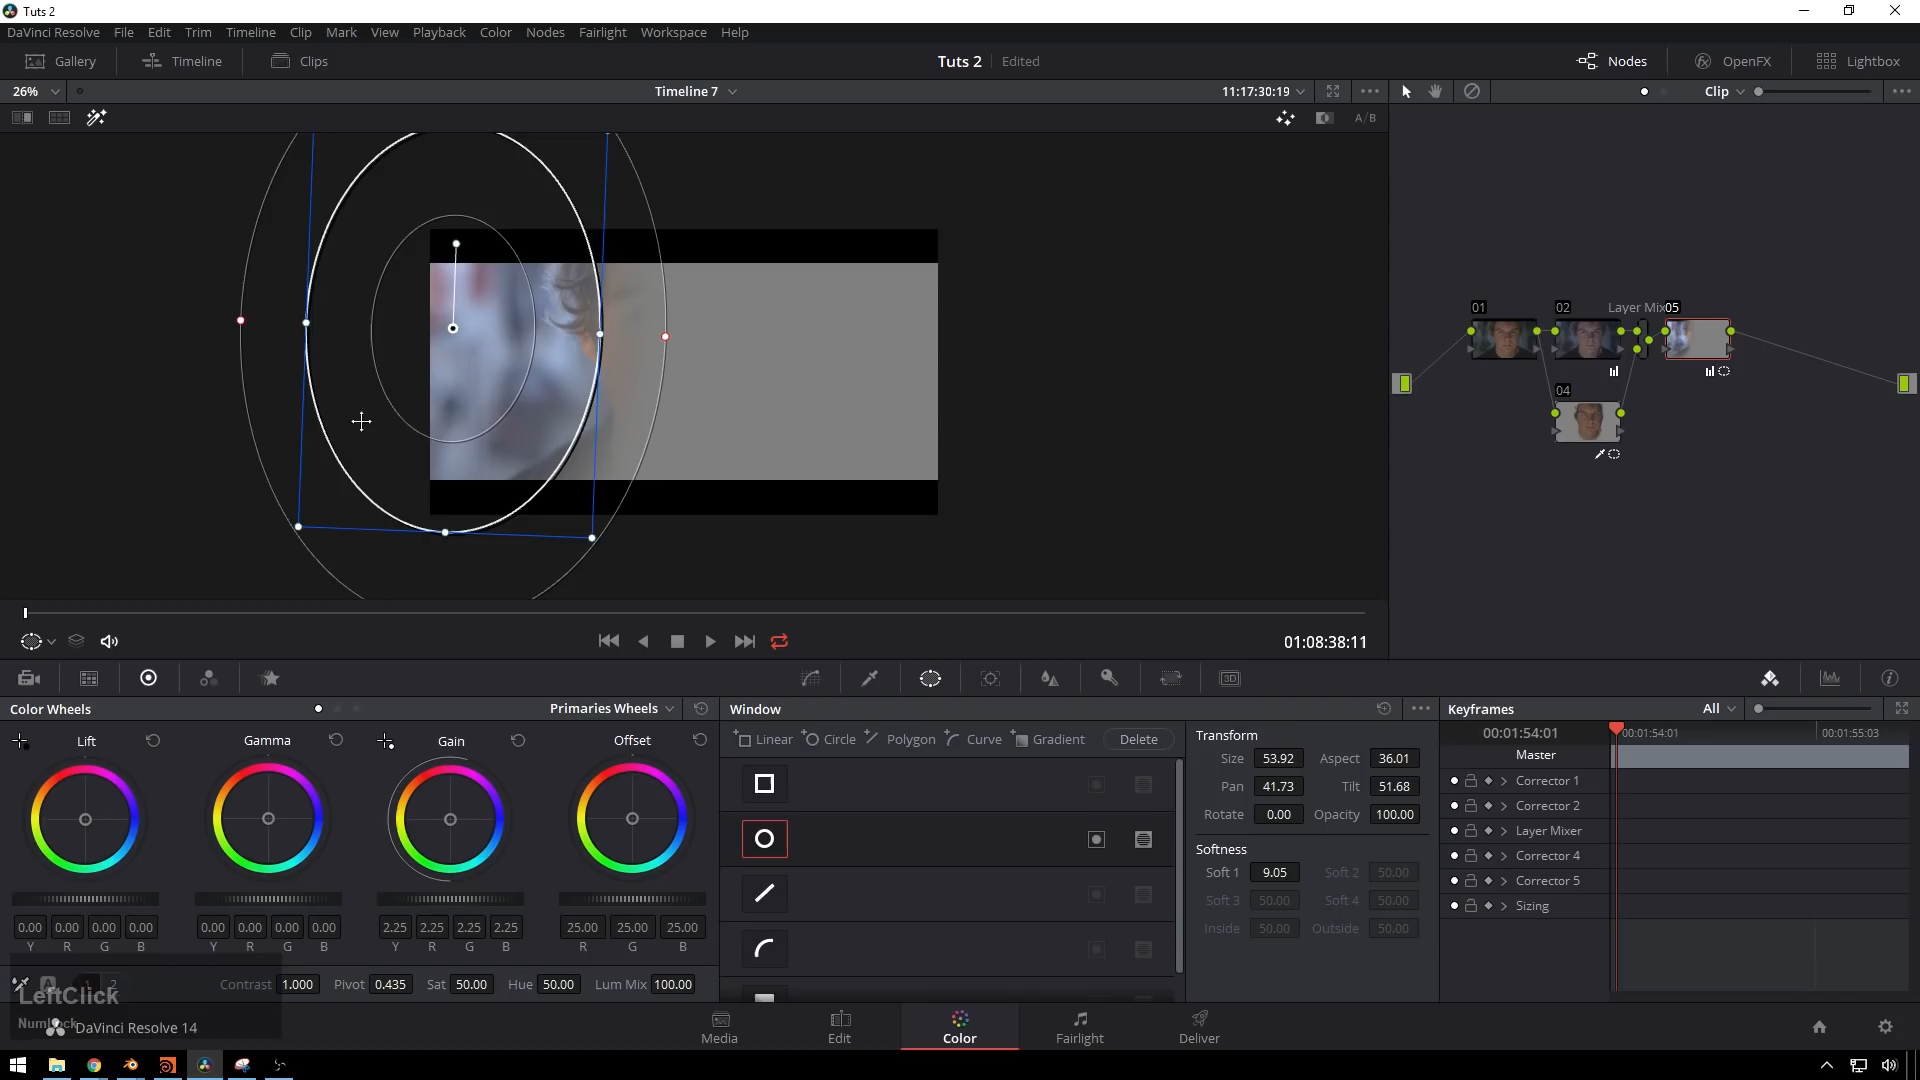 Tuts 2
DaVinci Resolve File Edit Trim Timeline Clip Mark View Playback Color Nodes Fairlight Workspace Help
Gallery Timeline Clips Tuts 2 Edited Nodes OpenFX Lightbox
26% Timeline 7 11:17:30:19 Clip
A/B
01 02 Layer Mix 05
04
01:08:38:11
3D
Color Wheels Primaries Wheels Window Keyframes All
Lift Gamma Gain Offset
Linear Circle Polygon Curve Gradient Delete
Transform
Size 53.92 Aspect 36.01
Pan 41.73 Tilt 51.68
Rotate 0.00 Opacity 100.00
Softness
Soft 1 9.05 Soft 2 50.00
Soft 3 50.00 Soft 4 50.00
Inside 50.00 Outside 50.00
00:01:54:01 00:01:54:01 00:01:55:03
Master
Corrector 1
Corrector 2
Layer Mixer
Corrector 4
Corrector 5
Sizing
0.00 0.00 0.00 0.00 0.00 0.00 0.00 0.00 2.25 2.25 2.25 2.25 25.00 25.00 25.00
Y R G B Y R G B Y R G B R G B
A 1 2 Contrast 1.000 Pivot 0.435 Sat 50.00 Hue 50.00 Lum Mix 100.00
LeftClick
NumLock
DaVinci Resolve 14
Media Edit Color Fairlight Deliver